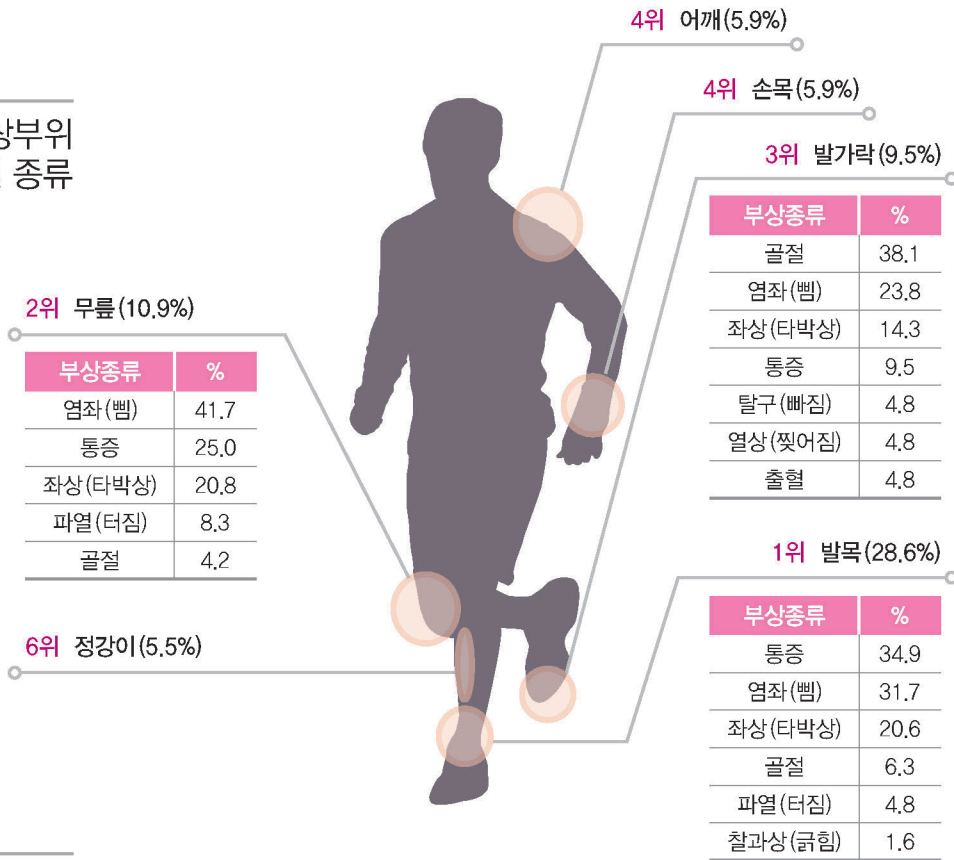 상부위
종류
4위 어깨(5.9%)
4위 손목(5.9%)
3위 발가락(9.5%)
부상종류 %
골절 38.1
염좌(삠) 23.8
좌상(타박상) 14.3
통증 9.5
탈구(빠짐) 4.8
열상(찢어짐) 4.8
출혈 4.8
2위 무릎(10.9%)
부상종류 %
염좌(삠) 41.7
통증 25.0
좌상(타박상) 20.8
파열(터짐) 8.3
골절 4.2
6위 정강이(5.5%)
1위 발목(28.6%)
부상종류 %
통증 34.9
염좌(삠) 31.7
좌상(타박상) 20.6
골절 6.3
파열(터짐) 4.8
찰과상(긁힘) 1.6